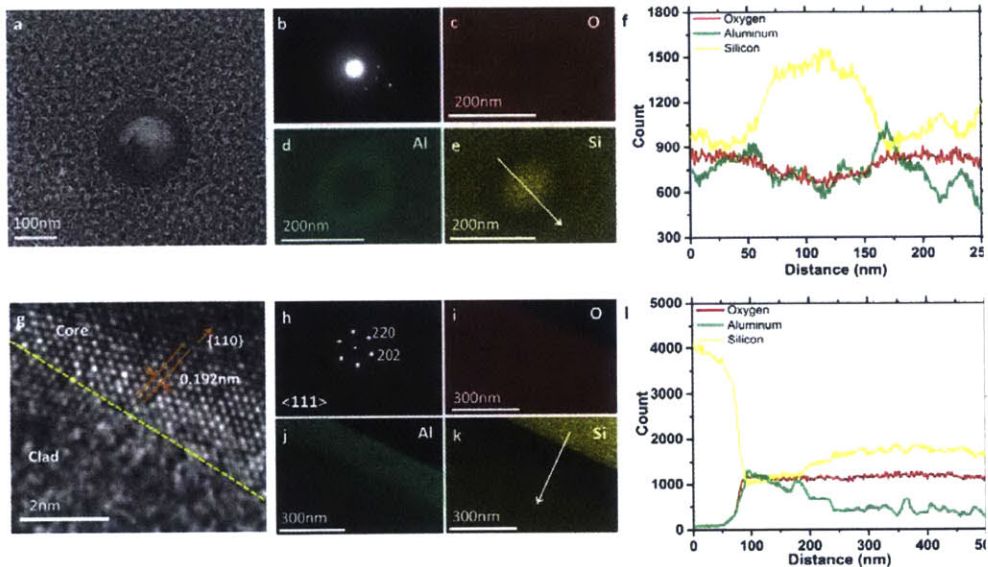 a
100nm
b
c
O
200nm
d
Al
200nm
e
Si
200nm
f
1800
1500
1200
900
600
300
Count
Oxygen
Aluminum
Silicon
0
50
100
150
200
25
Distance (nm)
g
Core
{110}
0.192nm
Clad
2nm
h
220
202
<111>
i
O
300nm
j
Al
300nm
k
Si
300nm
l
5000
4000
3000
2000
1000
0
Count
Oxygen
Aluminum
Silicon
0
100
200
300
400
50
Distance (nm)